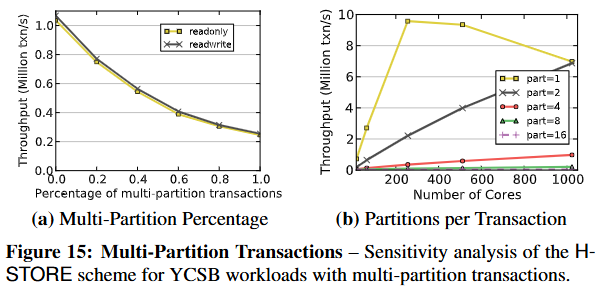 Throughput (Million txn/s)
1.0
0.8
0.6
0.4
0.2
0.0
0.0 0.2 0.4 0.6 0.8 1.0
Percentage of multi-partition transactions
readonly
readwrite
(a) Multi-Partition Percentage
Throughput (Million txn/s)
10
8
6
4
2
0
200 400 600 800 1000
Number of Cores
part=1
part=2
part=4
part=8
part=16
(b) Partitions per Transaction
Figure 15: Multi-Partition Transactions – Sensitivity analysis of the H-
STORE scheme for YCSB workloads with multi-partition transactions.